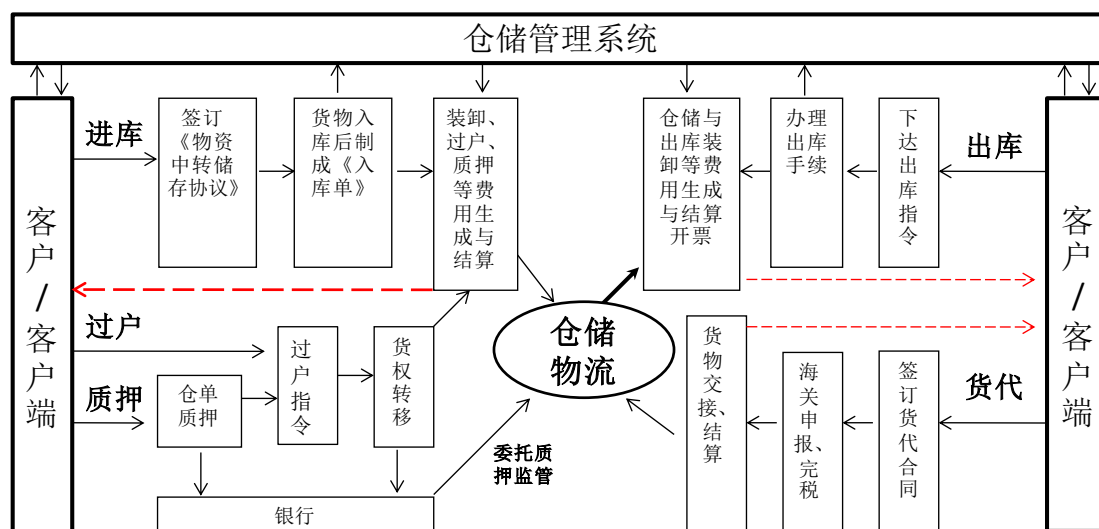 仓储管理系统
客户/客户端
进库
签订
《物资
中转储
存协议》
货物入
库后制
成《入
库单》
装卸、
过户、
质押
等费
用生
成与
结算
仓储与
出库装
卸等费
用生成
与结算
开票
办理
出库
手续
下达出库指令
出库
客户/客户端
过户
过户指令
货权转移
仓储
物流
货物交接、结算
海关申报、完税
签订货代合同
货代
质押
仓单
质押
委托质
押监管
银行